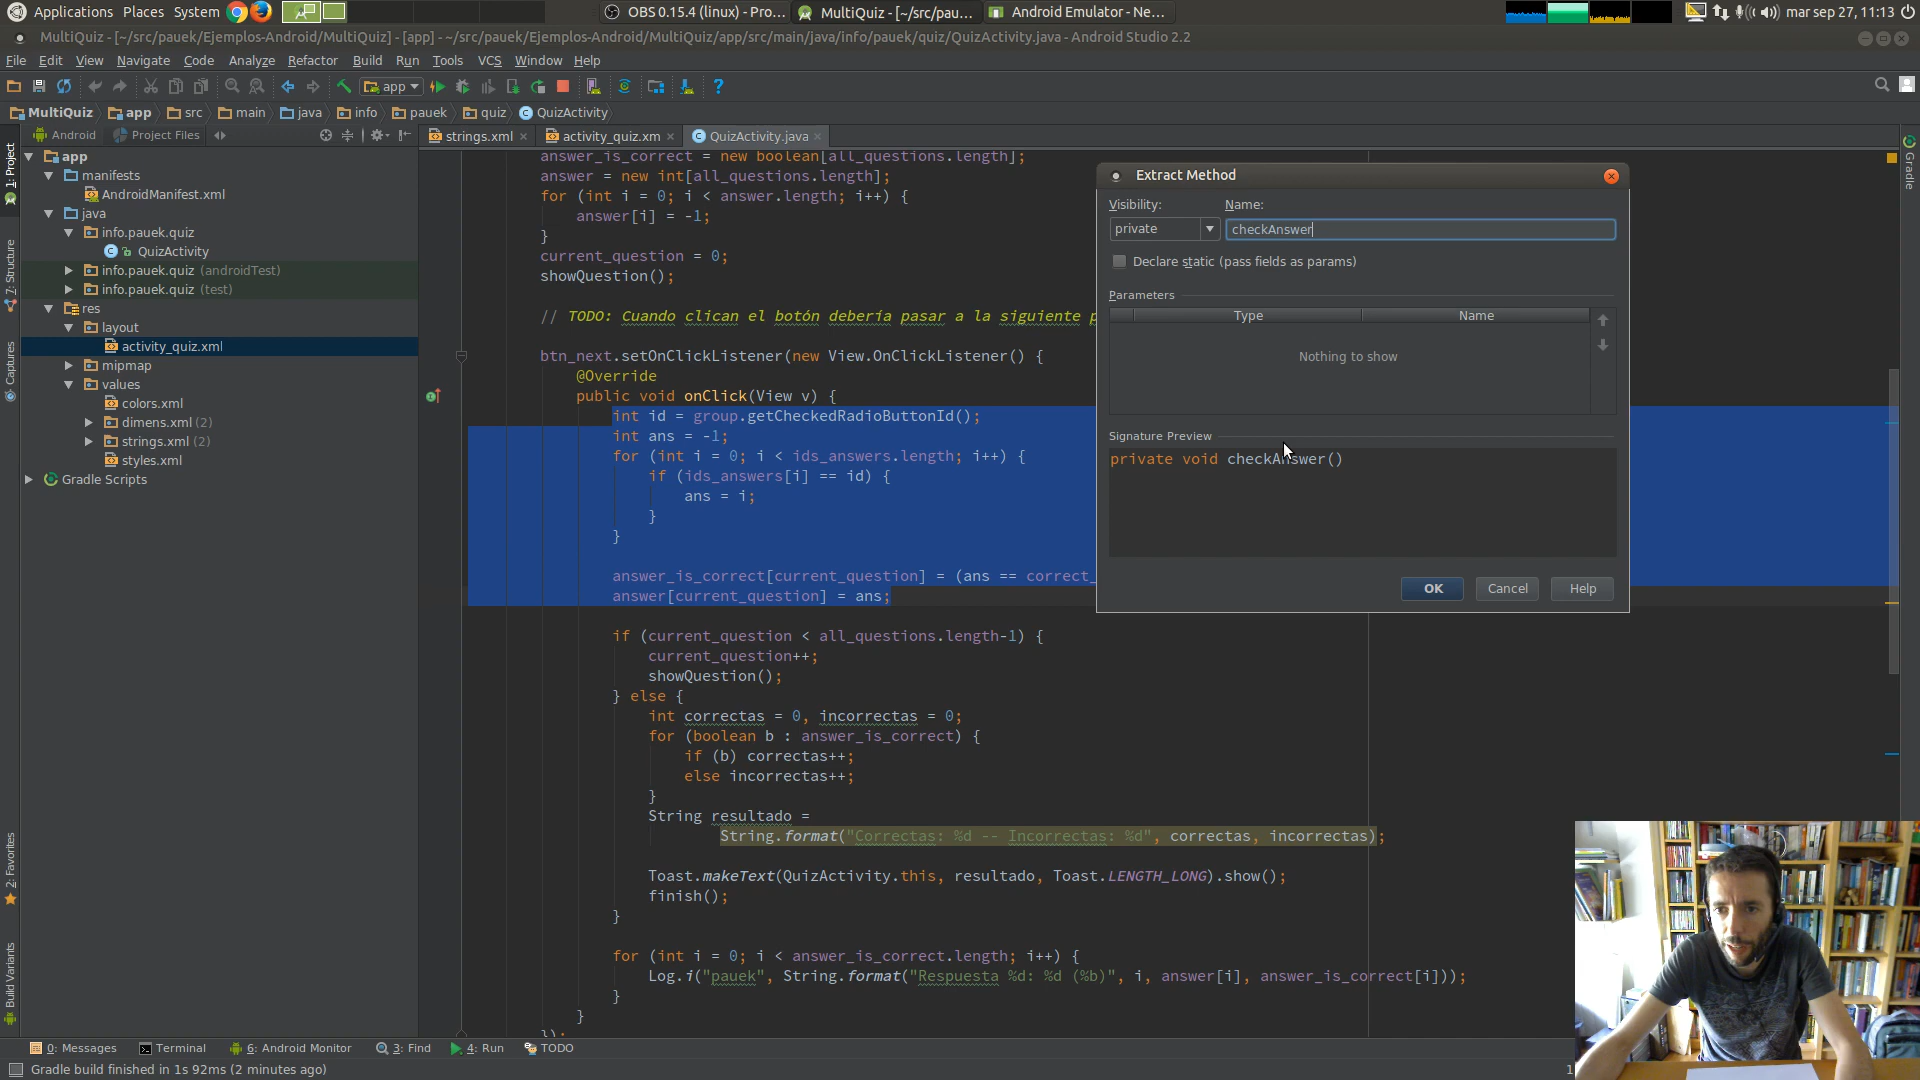 Applications Places System OBS 0.15.4 (linux) - Pro... MultiQuiz - [~/src/pau... Android Emulator - Ne... mar sep 27, 11:13
MultiQuiz - [~/src/pauek/Ejemplos-Android/MultiQuiz] - [app] - ~/src/pauek/Ejemplos-Android/MultiQuiz/app/src/main/java/info/pauek/quiz/QuizActivity.java - Android Studio 2.2
File Edit View Navigate Code Analyze Refactor Build Run Tools VCS Window Help
app
MultiQuiz app src main java info pauek quiz QuizActivity
Android Project Files
strings.xml activity_quiz.xm QuizActivity.java
1: Project
7: Structure
Captures
2: Favorites
Build Variants
Gradle
app
manifests
AndroidManifest.xml
java
info.pauek.quiz
QuizActivity
info.pauek.quiz (androidTest)
info.pauek.quiz (test)
res
layout
activity_quiz.xml
mipmap
values
colors.xml
dimens.xml (2)
strings.xml (2)
styles.xml
Gradle Scripts
answer_is_correct = new boolean[all_questions.length];
answer = new int[all_questions.length];
for (int i = 0; i < answer.length; i++) {
answer[i] = -1;
}
current_question = 0;
showQuestion();
// TODO: Cuando clican el botón debería pasar a la siguiente p
btn_next.setOnClickListener(new View.OnClickListener() {
@Override
public void onClick(View v) {
int id = group.getCheckedRadioButtonId();
int ans = -1;
for (int i = 0; i < ids_answers.length; i++) {
if (ids_answers[i] == id) {
ans = i;
}
}
answer_is_correct[current_question] = (ans == correct_
answer[current_question] = ans;
if (current_question < all_questions.length-1) {
current_question++;
showQuestion();
} else {
int correctas = 0, incorrectas = 0;
for (boolean b : answer_is_correct) {
if (b) correctas++;
else incorrectas++;
}
String resultado =
String.format("Correctas: %d -- Incorrectas: %d", correctas, incorrectas);
Toast.makeText(QuizActivity.this, resultado, Toast.LENGTH_LONG).show();
finish();
}
for (int i = 0; i < answer_is_correct.length; i++) {
Log.i("pauek", String.format("Respuesta %d: %d (%b)", i, answer[i], answer_is_correct[i]));
}
}
});
Extract Method
Visibility: Name:
private checkAnswer
Declare static (pass fields as params)
Parameters
Type Name
Nothing to show
Signature Preview
private void checkAnswer()
OK Cancel Help
0: Messages Terminal 6: Android Monitor 3: Find 4: Run TODO
Gradle build finished in 1s 92ms (2 minutes ago)